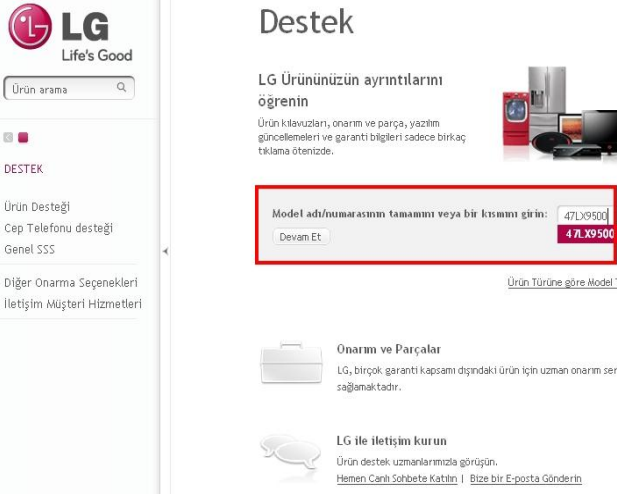 LG
Life's Good
Ürün arama
DESTEK
Ürün Desteği
Cep Telefonu desteği
Genel SSS
Diğer Onarma Seçenekleri
İletişim Müşteri Hizmetleri
Destek
LG Ürününüzün ayrıntılarını
öğrenin
Ürün kılavuzları, onarım ve parça, yazılım
güncellemeleri ve garanti bilgileri sadece birkaç
tıklama ötenizde.
Model adı/numarasının tamamını veya bir kısmını girin: 47LX9500
47LX9500
Devam Et
Ürün Türüne göre Model
Onarım ve Parçalar
LG, birçok garanti kapsamı dışındaki ürün için uzman onarım
sağlamaktadır.
LG ile iletişim kurun
Ürün destek uzmanlarımızla görüşün.
Hemen Canlı Sohbete Katılın | Bize bir E-posta Gönderin